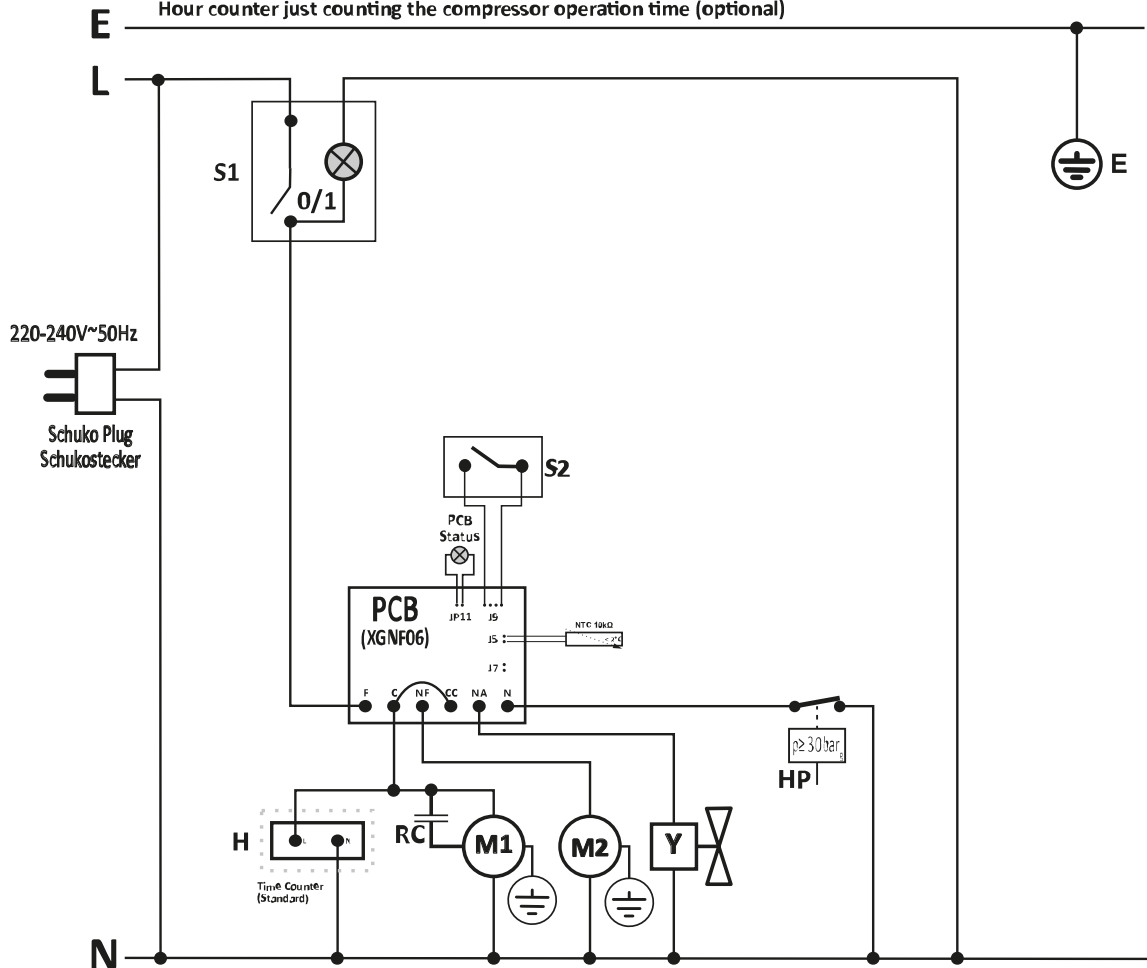 Hour counter just counting the compressor operation time (optional)
E
L
S1
0/1
E
220-240V~50Hz
Schuko Plug
Schukostecker
S2
PCB
Status
PCB
(XGNF06)
JP11 J9
NTC 10kΩ
J5
<2°C
J7
F C NF CC NA N
p≥30bar
HP
RC
M1
M2
Y
H
L N
Time Counter
(Standard)
N